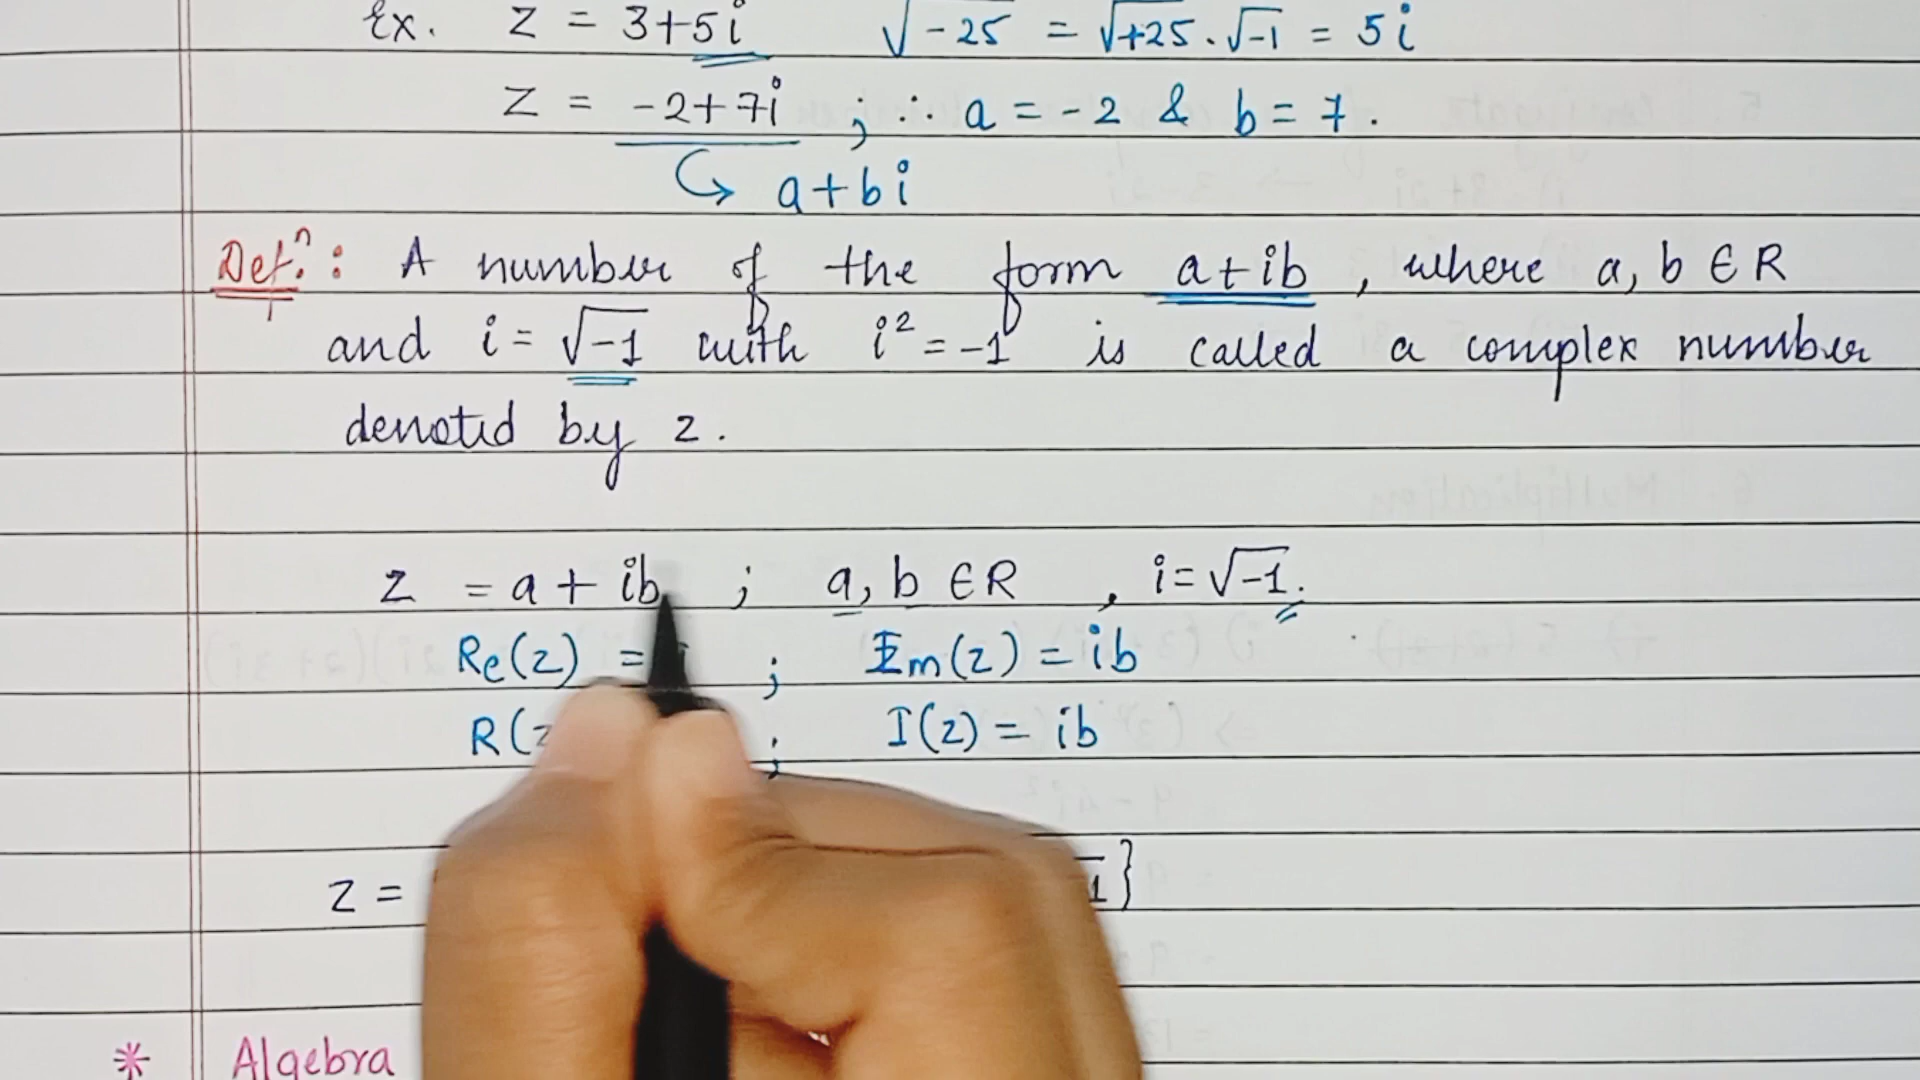 Ex. z = 3+5i √-25 = √+25 . √-1 = 5i
z = -2+7i ; ∴ a = -2 & b = 7.
↪ a+bi
Defⁿ: A number of the form a+ib, where a, b ∈ R
and i = √-1 with i² = -1 is called a complex number
denoted by z.
z = a + ib ; a, b ∈ R , i = √-1.
Re(z) = ; Im(z) = ib
R(z ; I(z) = ib
z = 1}
* Algebra